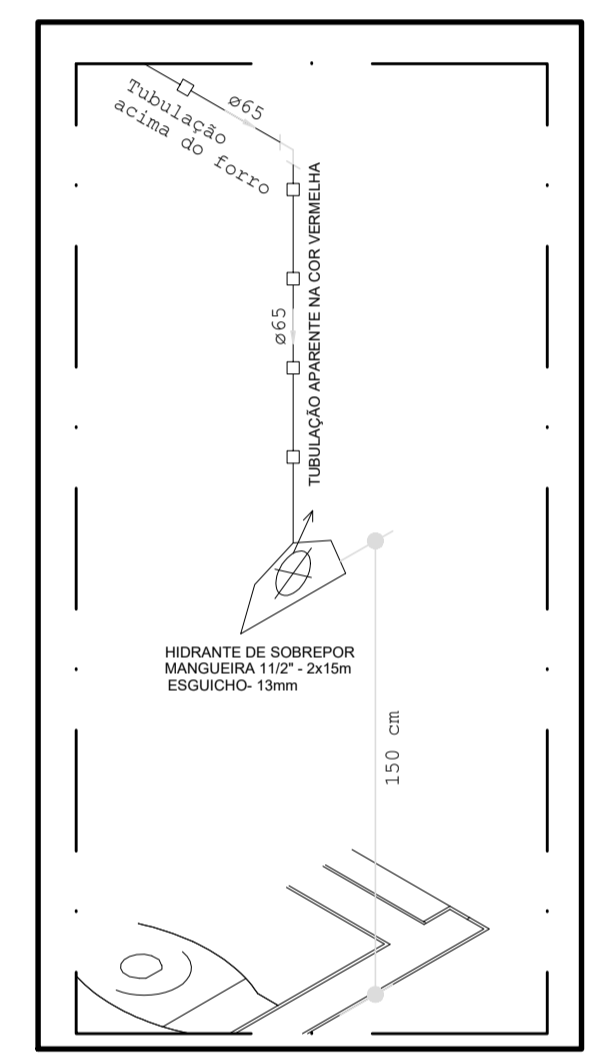 ø65
Tubulação
acima do forro
TUBULAÇÃO APARENTE NA COR VERMELHA
ø65
HIDRANTE DE SOBREPOR
MANGUEIRA 11/2" - 2x15m
ESGUICHO- 13mm
150 cm